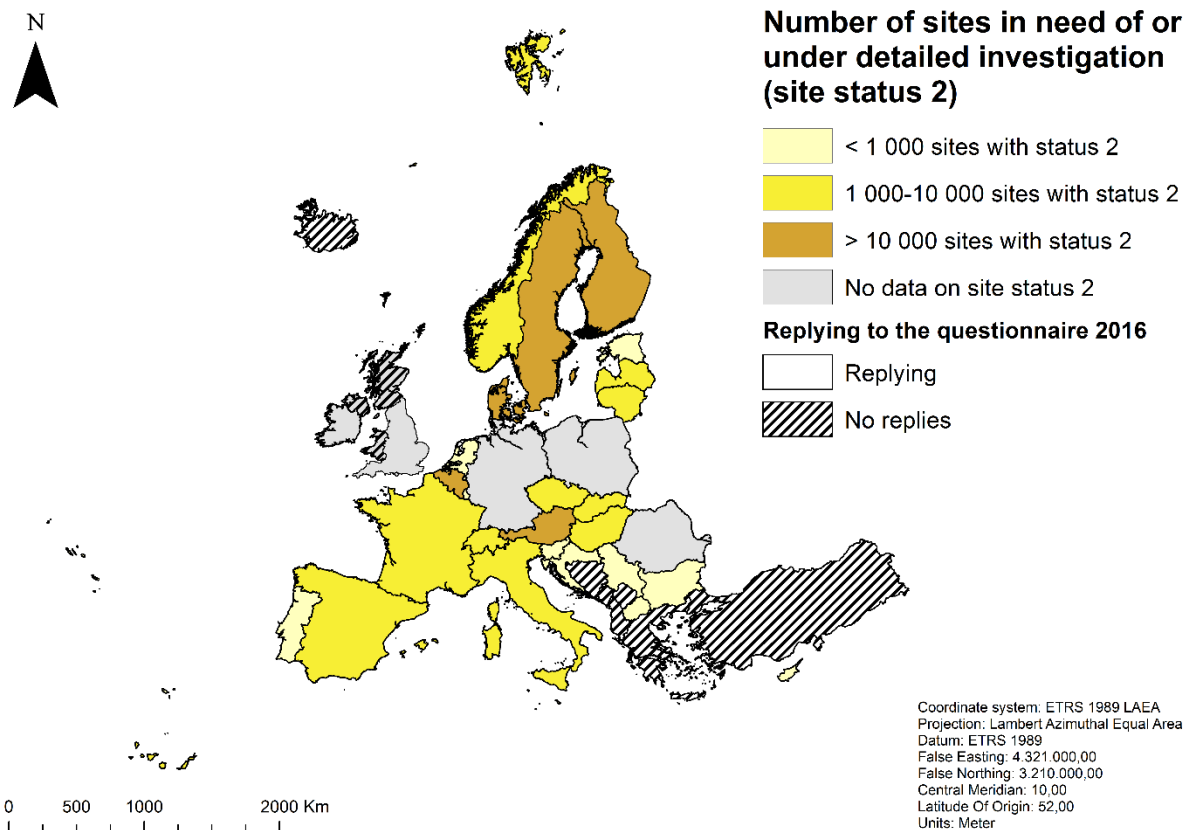 N
Number of sites in need of or
under detailed investigation
(site status 2)
< 1 000 sites with status 2
1 000-10 000 sites with status 2
> 10 000 sites with status 2
No data on site status 2
Replying to the questionnaire 2016
Replying
No replies
Coordinate system: ETRS 1989 LAEA
Projection: Lambert Azimuthal Equal Area
Datum: ETRS 1989
False Easting: 4.321.000,00
False Northing: 3.210.000,00
Central Meridian: 10,00
Latitude Of Origin: 52,00
Units: Meter
0 500 1000 2000 Km